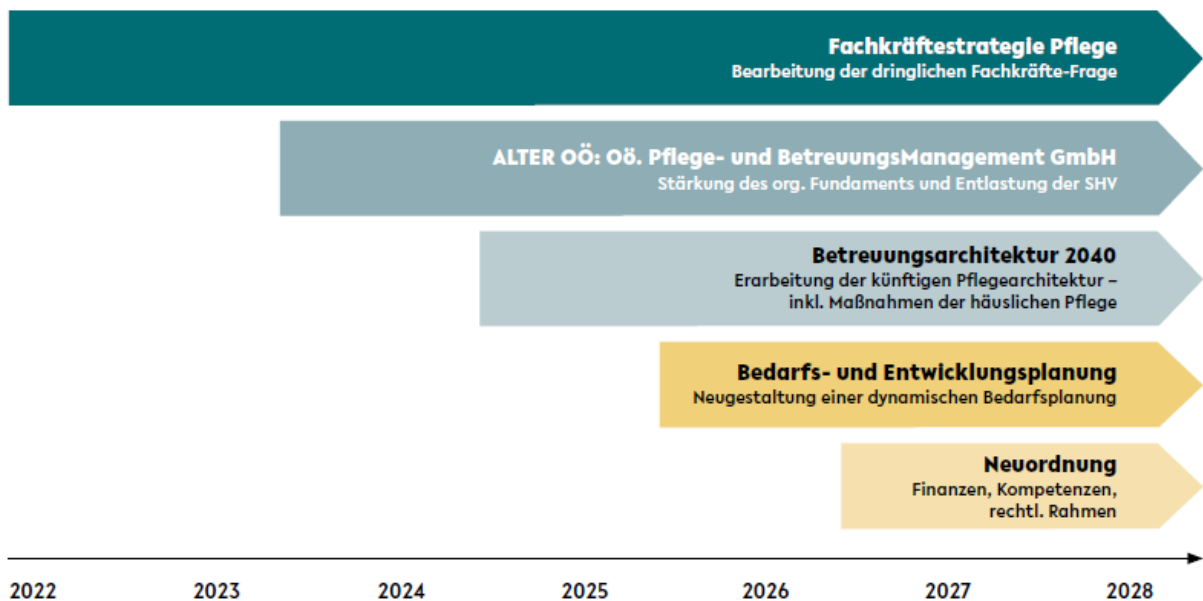 Fachkräftestrategie Pflege
Bearbeitung der dringlichen Fachkräfte-Frage
ALTER OÖ: Oö. Pflege- und BetreuungsManagement GmbH
Stärkung des org. Fundaments und Entlastung der SHV
Betreuungsarchitektur 2040
Erarbeitung der künftigen Pflegearchitektur –
inkl. Maßnahmen der häuslichen Pflege
Bedarfs- und Entwicklungsplanung
Neugestaltung einer dynamischen Bedarfsplanung
Neuordnung
Finanzen, Kompetenzen,
rechtl. Rahmen
2022 2023 2024 2025 2026 2027 2028